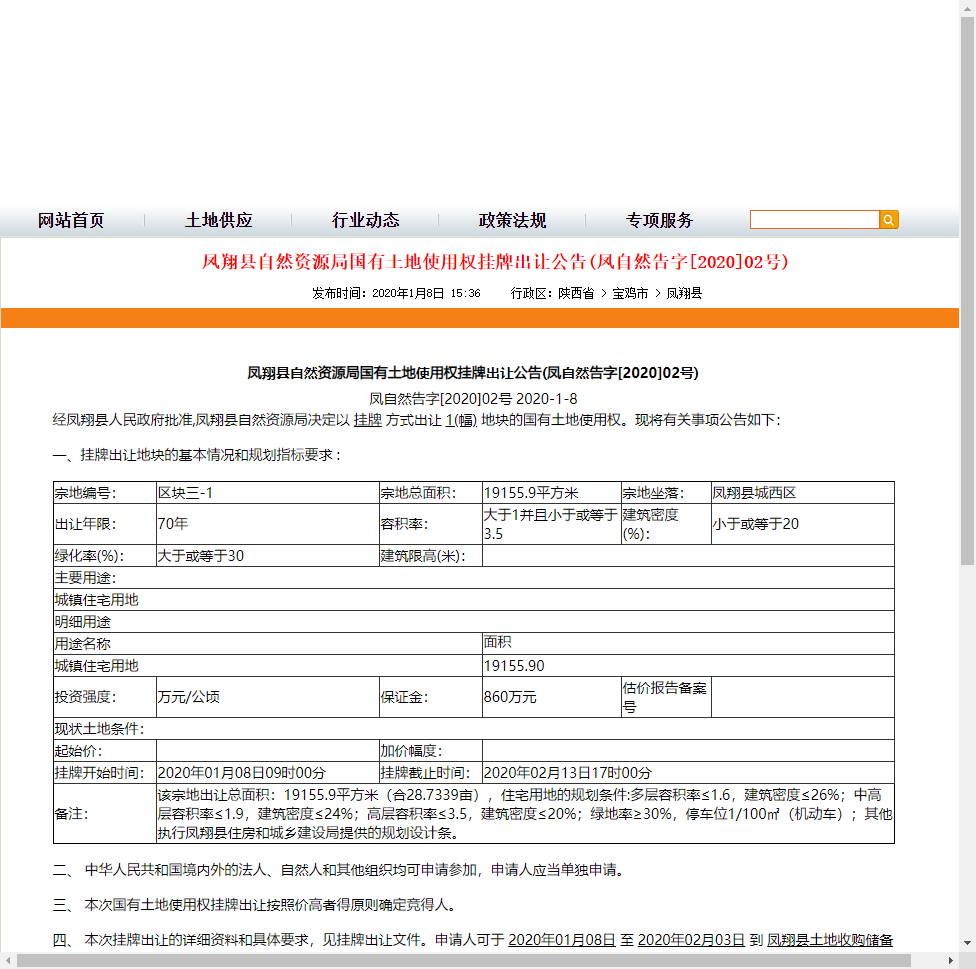 网站首页 土地供应 行业动态 政策法规 专项服务
凤翔县自然资源局国有土地使用权挂牌出让公告(凤自然告字[2020]02号)
发布时间：2020年1月8日 15:36 行政区：陕西省 > 宝鸡市 > 凤翔县
凤翔县自然资源局国有土地使用权挂牌出让公告(凤自然告字[2020]02号)
凤自然告字[2020]02号 2020-1-8
经凤翔县人民政府批准,凤翔县自然资源局决定以 挂牌 方式出让 1(幅) 地块的国有土地使用权。现将有关事项公告如下：
一、挂牌出让地块的基本情况和规划指标要求：
宗地编号： 区块三-1 宗地总面积： 19155.9平方米 宗地坐落： 凤翔县城西区
出让年限： 70年 容积率： 大于1并且小于或等于3.5 建筑密度(%)： 小于或等于20
绿化率(%)： 大于或等于30 建筑限高(米)：
主要用途：
城镇住宅用地
明细用途
用途名称 面积
城镇住宅用地 19155.90
投资强度： 万元/公顷 保证金： 860万元 估价报告备案号
现状土地条件：
起始价： 加价幅度：
挂牌开始时间： 2020年01月08日09时00分 挂牌截止时间： 2020年02月13日17时00分
备注： 该宗地出让总面积：19155.9平方米（合28.7339亩），住宅用地的规划条件:多层容积率≤1.6，建筑密度≤26%；中高
层容积率≤1.9，建筑密度≤24%；高层容积率≤3.5，建筑密度≤20%；绿地率≥30%，停车位1/100㎡（机动车）；其他
执行凤翔县住房和城乡建设局提供的规划设计条。
二、 中华人民共和国境内外的法人、自然人和其他组织均可申请参加，申请人应当单独申请。
三、 本次国有土地使用权挂牌出让按照价高者得原则确定竞得人。
四、 本次挂牌出让的详细资料和具体要求，见挂牌出让文件。申请人可于 2020年01月08日 至 2020年02月03日 到 凤翔县土地收购储备